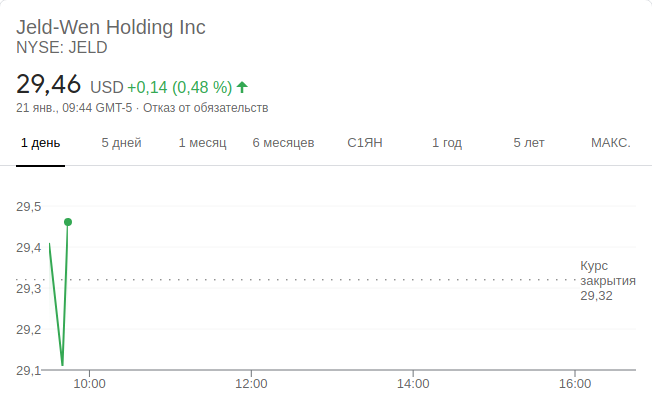 Jeld-Wen Holding Inc
NYSE: JELD
29,46 USD +0,14 (0,48 %)
21 янв., 09:44 GMT-5 · Отказ от обязательств
1 день 5 дней 1 месяц 6 месяцев С1ЯН 1 год 5 лет МАКС.
29,5
29,4
Курс
закрытия
29,3
29,32
29,2
29,1
10:00 12:00 14:00 16:00